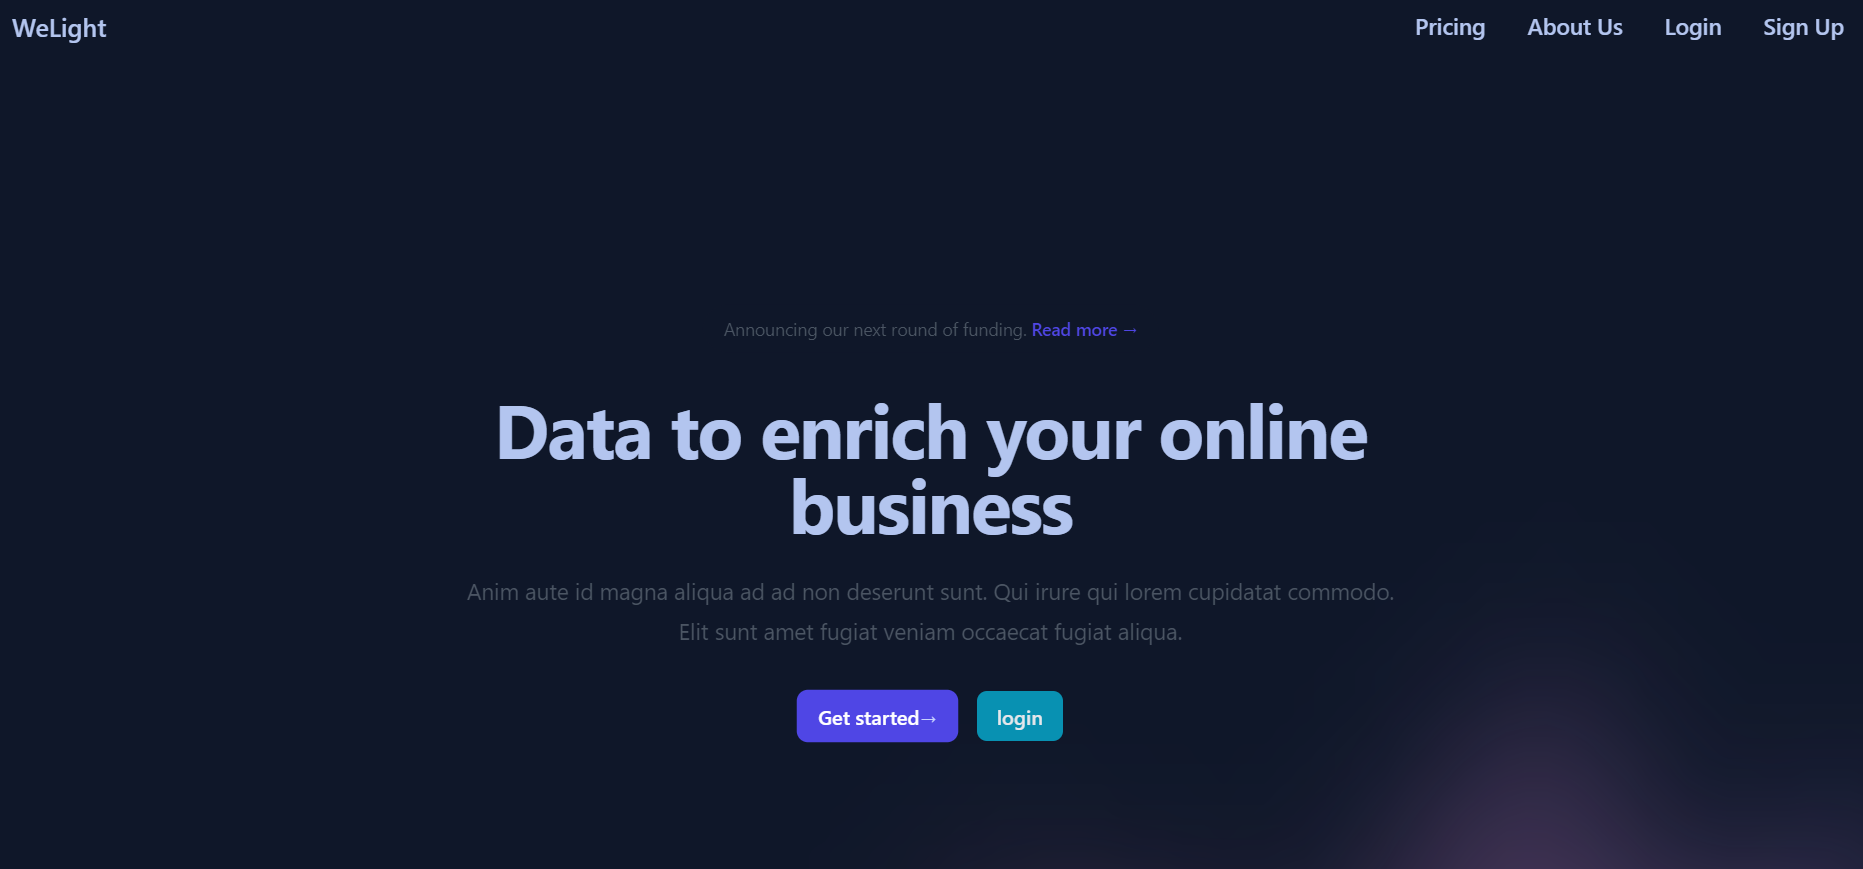 WeLight
Pricing
About Us
Login
Sign Up
Announcing our next round of funding. Read more →
Data to enrich your online
business
Anim aute id magna aliqua ad ad non deserunt sunt. Qui irure qui lorem cupidatat commodo.
Elit sunt amet fugiat veniam occaecat fugiat aliqua.
Get started→
login